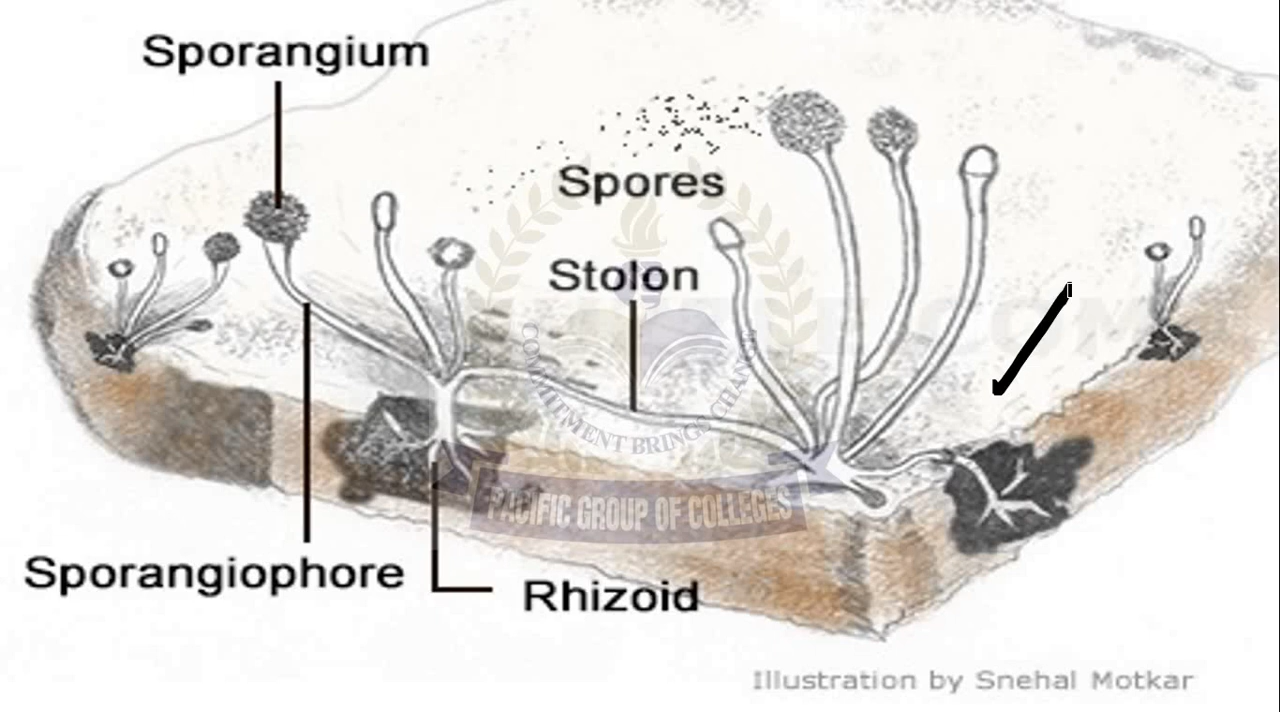 Sporangium
Spores
Stolon
COMMITMENT BRINGS CHANGE
PACIFIC GROUP OF COLLEGES
Sporangiophore
Rhizoid
Illustration by Snehal Motkar